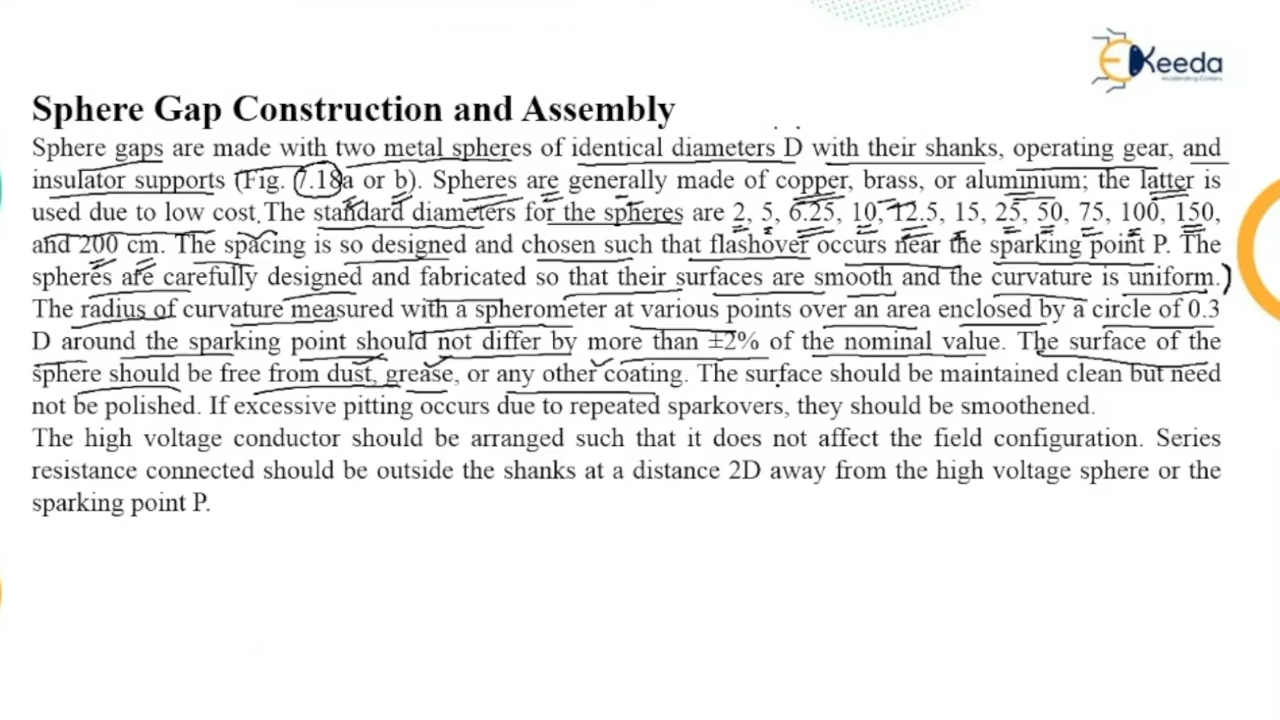 Keeda
Sphere Gap Construction and Assembly
Sphere gaps are made with two metal spheres of identical diameters D with their shanks, operating gear, and
insulator supports (Fig. (7.18a or b). Spheres are generally made of copper, brass, or aluminium; the latter is
used due to low cost.The standard diameters for the spheres are 2, 5, 6.25, 10, 12.5, 15, 25, 50, 75, 100, 150,
and 200 cm. The spacing is so designed and chosen such that flashover occurs near the sparking point P. The
spheres are carefully designed and fabricated so that their surfaces are smooth and the curvature is uniform.
The radius of curvature measured with a spherometer at various points over an area enclosed by a circle of 0.3
D around the sparking point should not differ by more than ±2% of the nominal value. The surface of the
sphere should be free from dust, grease, or any other coating. The surface should be maintained clean but need
not be polished. If excessive pitting occurs due to repeated sparkovers, they should be smoothened.
The high voltage conductor should be arranged such that it does not affect the field configuration. Series
resistance connected should be outside the shanks at a distance 2D away from the high voltage sphere or the
sparking point P.